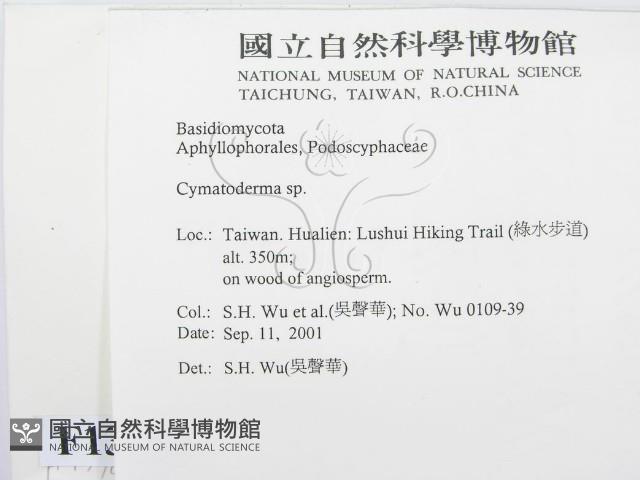 國立自然科學博物館
NATIONAL MUSEUM OF NATURAL SCIENCE
TAICHUNG, TAIWAN, R.O.CHINA
Basidiomycota
Aphyllophorales, Podoscyphaceae
Cymatoderma sp.
Loc.: Taiwan. Hualien: Lushui Hiking Trail (綠水步道)
alt. 350m;
on wood of angiosperm.
Col.: S.H. Wu et al.(吳聲華); No. Wu 0109-39
Date: Sep. 11, 2001
Det.: S.H. Wu(吳聲華)
國立自然科學博物館
NATIONAL MUSEUM OF NATURAL SCIENCE